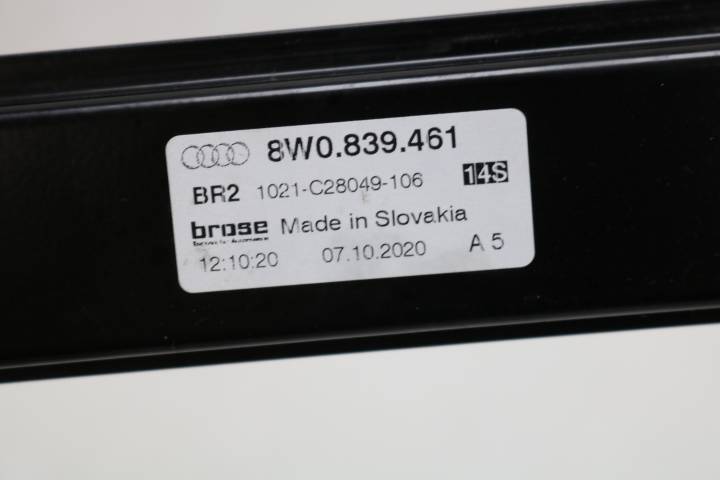 8W0.839.461
BR2 1021-C28049-106 14S
brose Made in Slovakia
12:10:20 07.10.2020 A 5